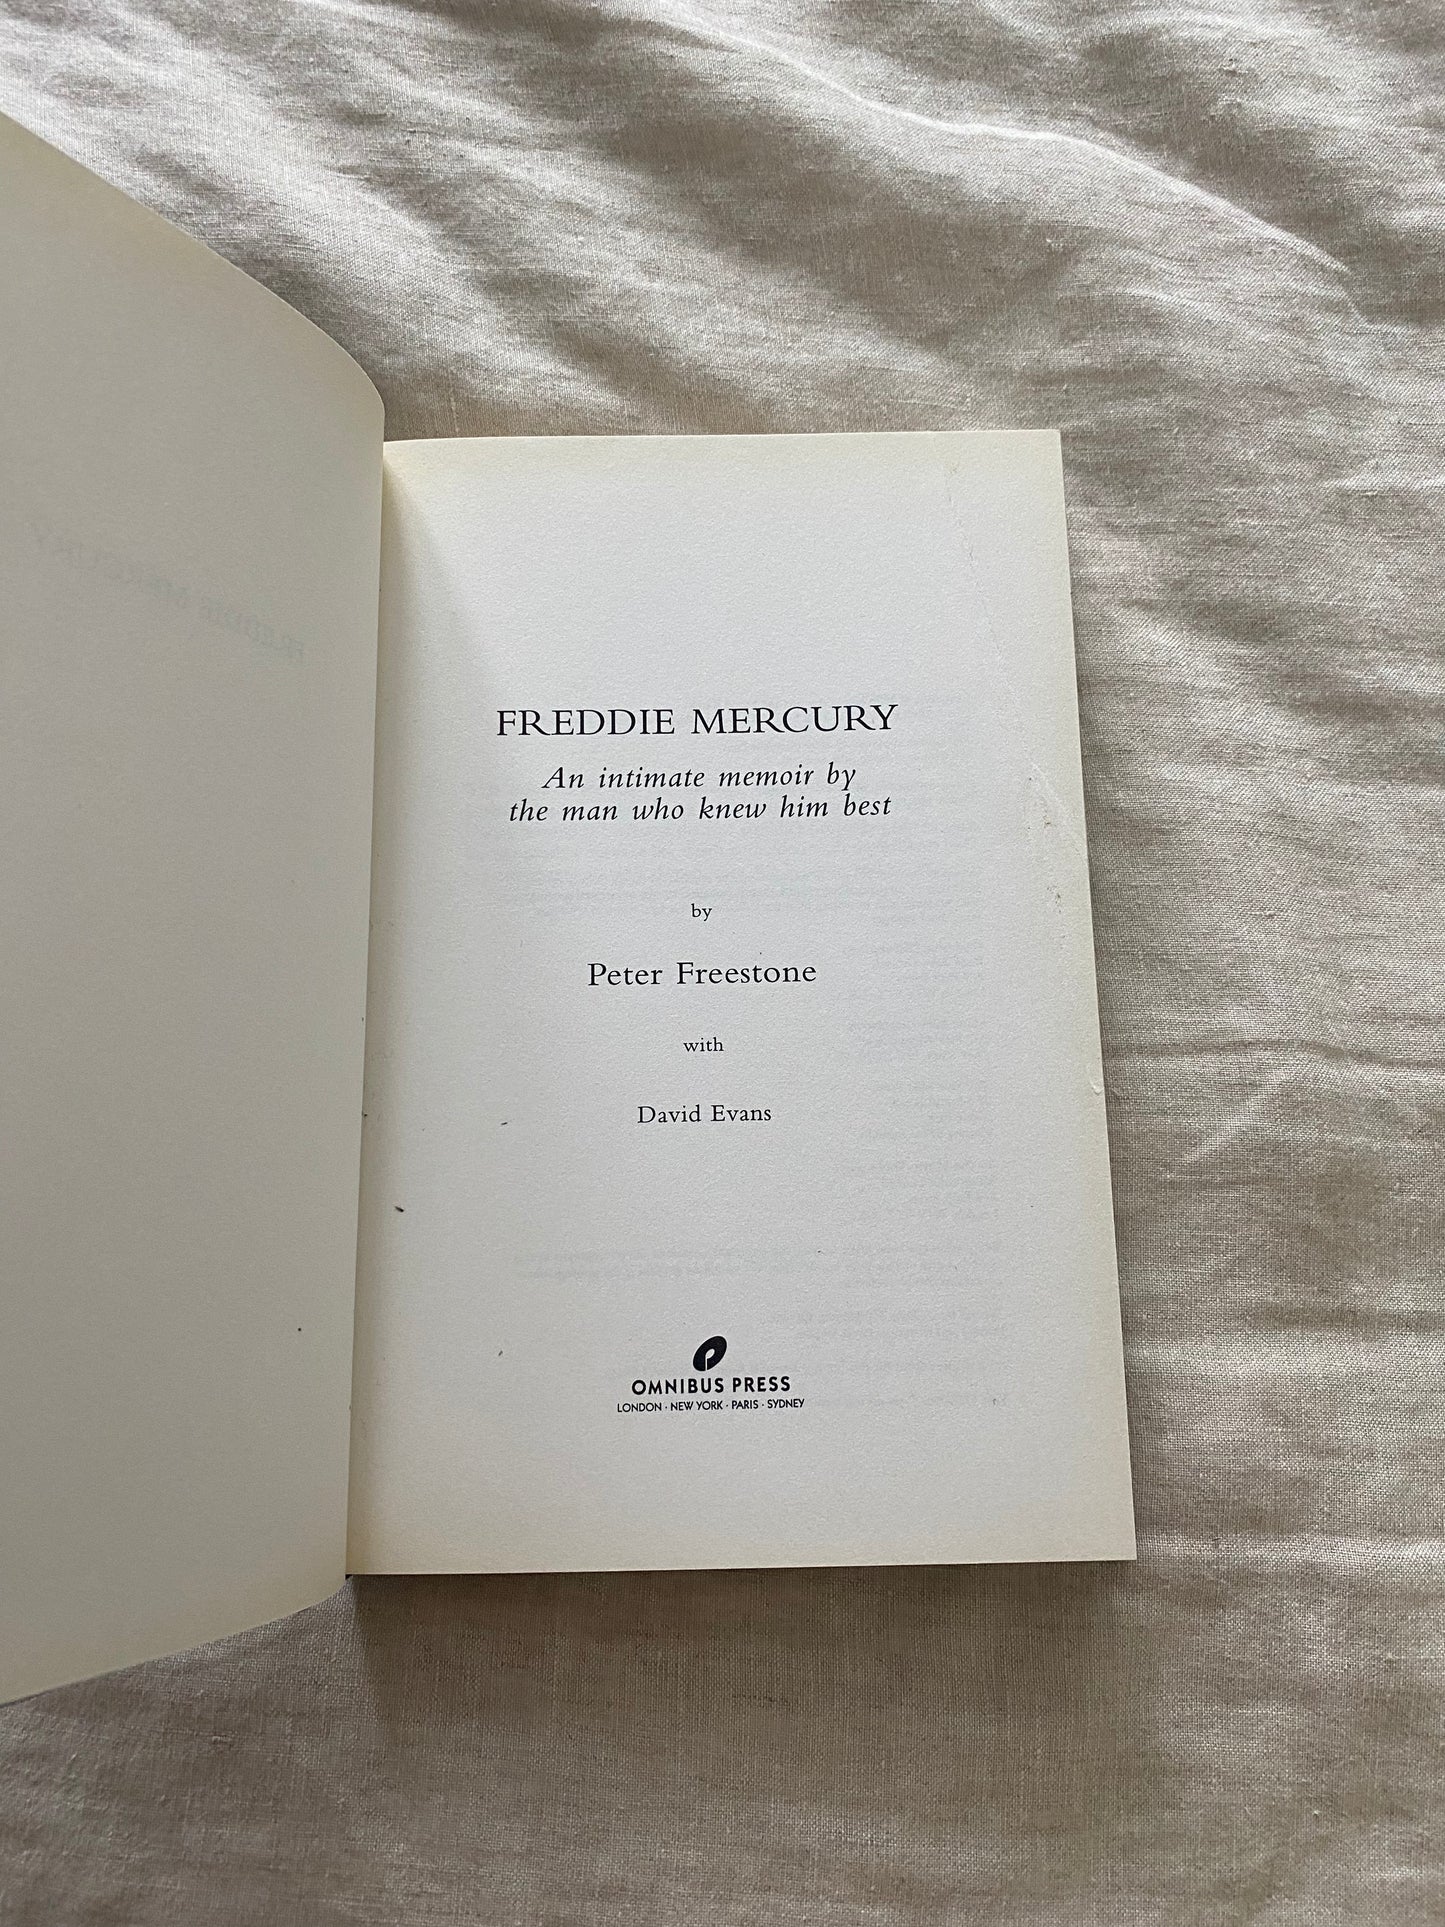 FREDDIE MERCURY
An intimate memoir by
the man who knew him best
by
Peter Freestone
with
David Evans
OMNIBUS PRESS
LONDON · NEW YORK · PARIS · SYDNEY